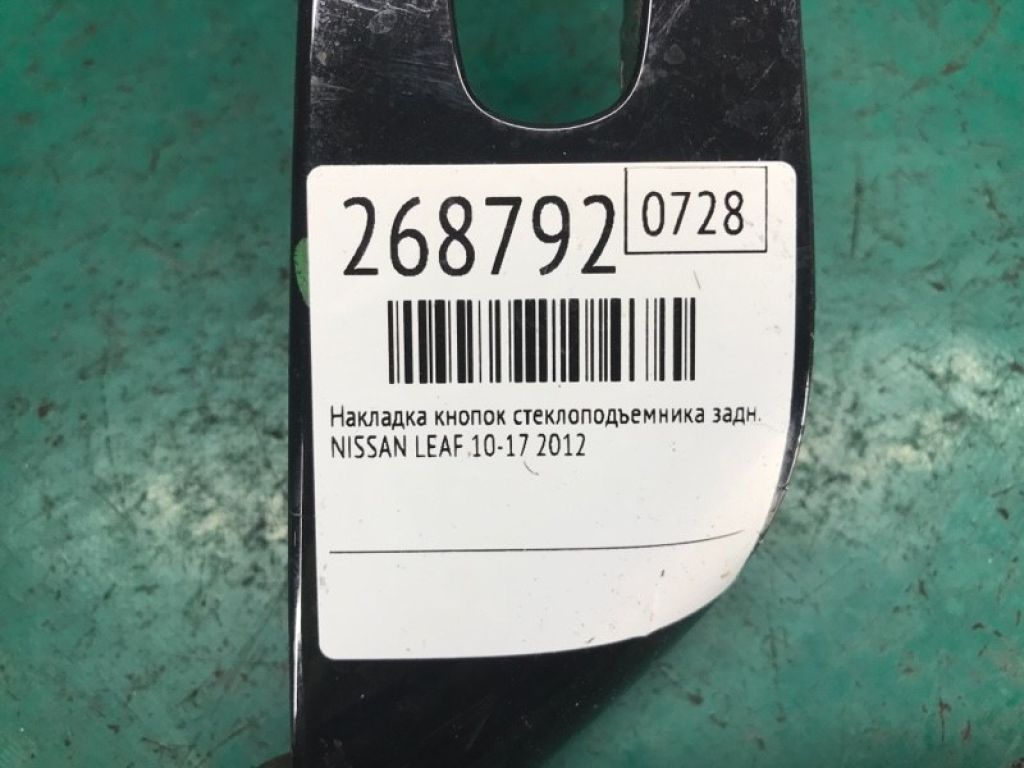 268792
0728
Накладка кнопок стеклоподъемника задн.
NISSAN LEAF 10-17 2012